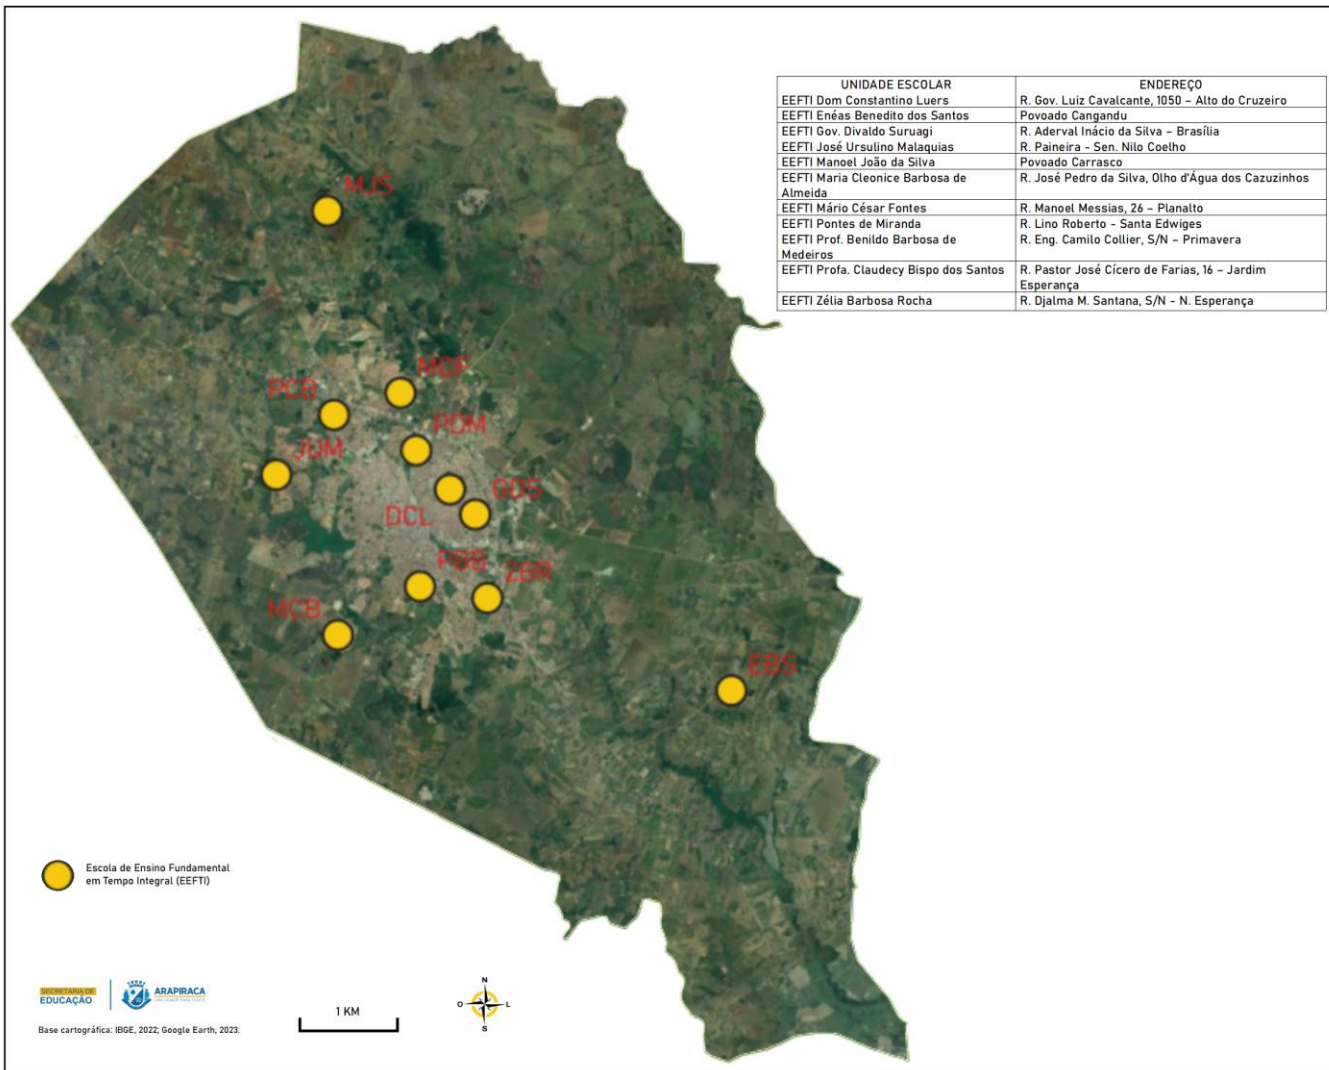 UNIDADE ESCOLAR ENDEREÇO
EEFTI Dom Constantino Luers R. Gov. Luiz Cavalcante, 1050 – Alto do Cruzeiro
EEFTI Enéas Benedito dos Santos Povoado Cangandu
EEFTI Gov. Divaldo Suruagi R. Aderval Inácio da Silva – Brasília
EEFTI José Ursulino Malaquias R. Paineira - Sen. Nilo Coelho
EEFTI Manoel João da Silva Povoado Carrasco
EEFTI Maria Cleonice Barbosa de R. José Pedro da Silva, Olho d'Água dos Cazuzinhos
Almeida
EEFTI Mário César Fontes R. Manoel Messias, 26 – Planalto
EEFTI Pontes de Miranda R. Lino Roberto - Santa Edwiges
EEFTI Prof. Benildo Barbosa de R. Eng. Camilo Collier, S/N – Primavera
Medeiros
EEFTI Profa. Claudecy Bispo dos Santos R. Pastor José Cícero de Farias, 16 – Jardim
Esperança
EEFTI Zélia Barbosa Rocha R. Djalma M. Santana, S/N - N. Esperança
MJS
MCF
PCB
PDM
JUM
GDS
DCL
PBB
ZBR
MCB
EBS
Escola de Ensino Fundamental
em Tempo Integral (EEFTI)
SECRETARIA DE
EDUCAÇÃO
ARAPIRACA
1 KM
N
O
L
S
Base cartográfica: IBGE, 2022; Google Earth, 2023.